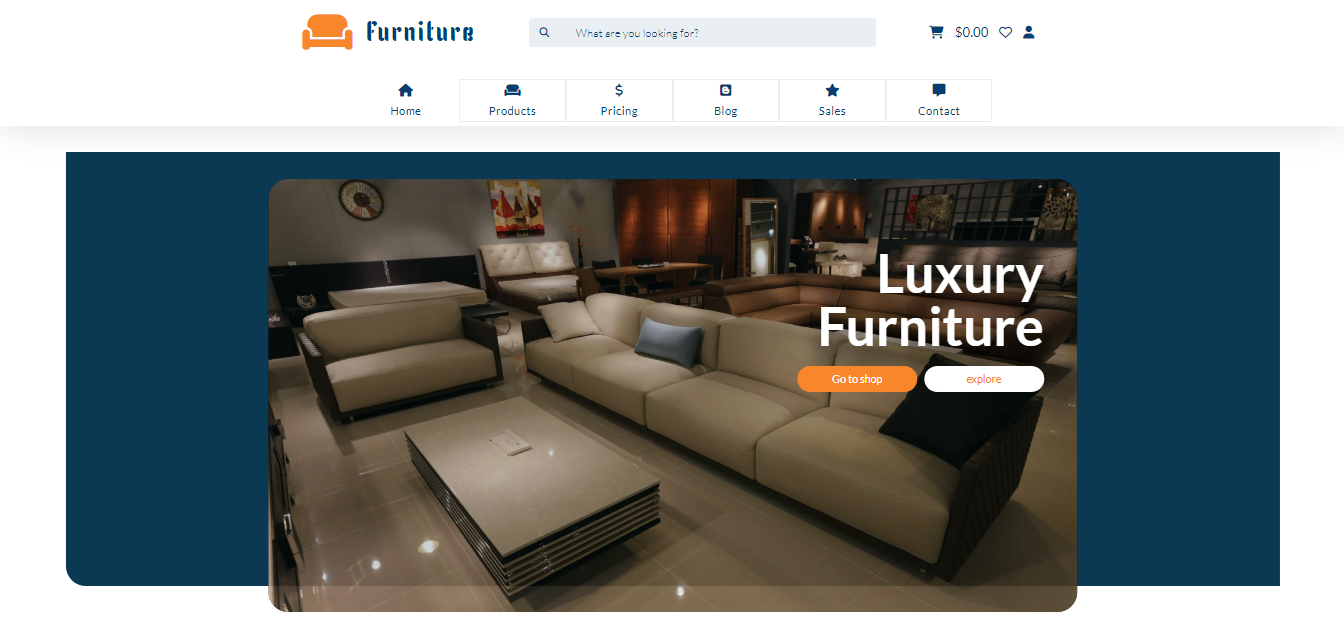 Furniture
What are you looking for?
$0.00
Home
Products
Pricing
Blog
Sales
Contact
Luxury
Furniture
Go to shop
explore